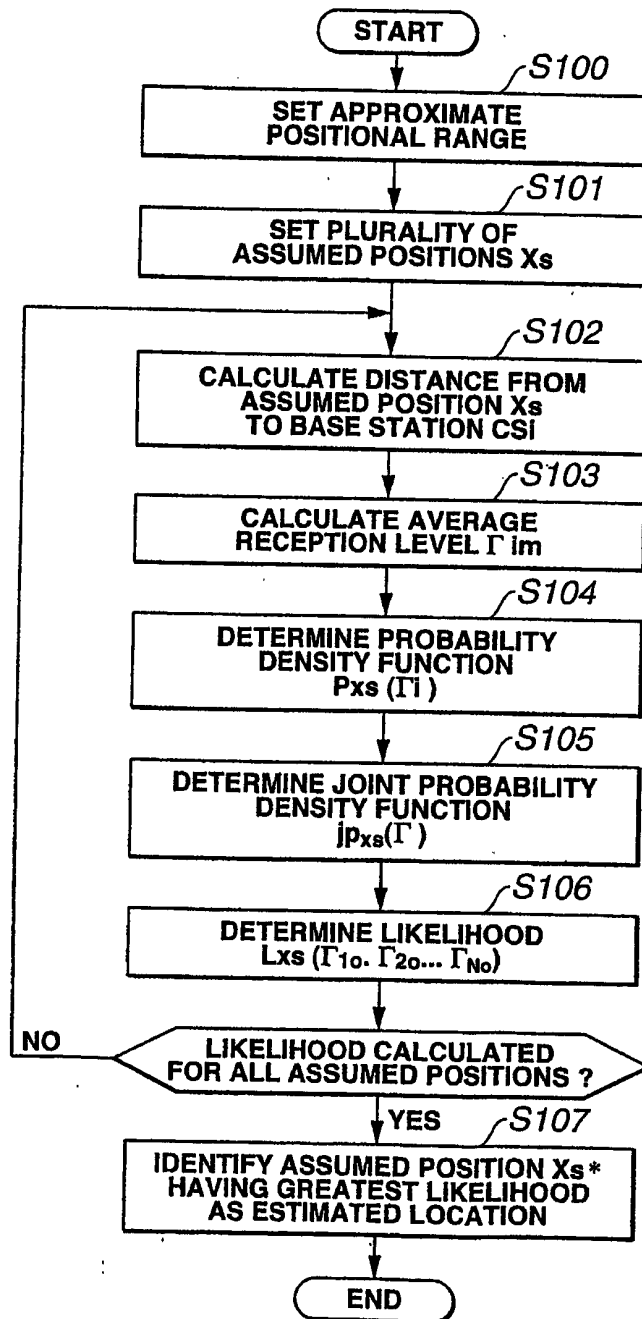 START
S100
SET APPROXIMATE
POSITIONAL RANGE
S101
SET PLURALITY OF
ASSUMED POSITIONS Xs
S102
CALCULATE DISTANCE FROM
ASSUMED POSITION Xs
TO BASE STATION CSi
S103
CALCULATE AVERAGE
RECEPTION LEVEL Γ im
S104
DETERMINE PROBABILITY
DENSITY FUNCTION
Pxs (Γi )
S105
DETERMINE JOINT PROBABILITY
DENSITY FUNCTION
jpxs(Γ )
S106
DETERMINE LIKELIHOOD
Lxs (Γ1o. Γ2o... ΓNo)
NO
LIKELIHOOD CALCULATED
FOR ALL ASSUMED POSITIONS ?
YES
S107
IDENTIFY ASSUMED POSITION Xs*
HAVING GREATEST LIKELIHOOD
AS ESTIMATED LOCATION
END